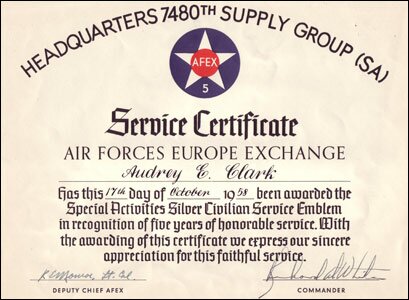 HEADQUARTERS 7480TH SUPPLY GROUP (SA)
AFEX
5
Service Certificate
AIR FORCES EUROPE EXCHANGE
Audrey E. Clark
Has this 17th day of October 1958 been awarded the
Special Activities Silver Civilian Service Emblem
in recognition of five years of honorable service. With
the awarding of this certificate we express our sincere
appreciation for this faithful service.
DEPUTY CHIEF AFEX
COMMANDER